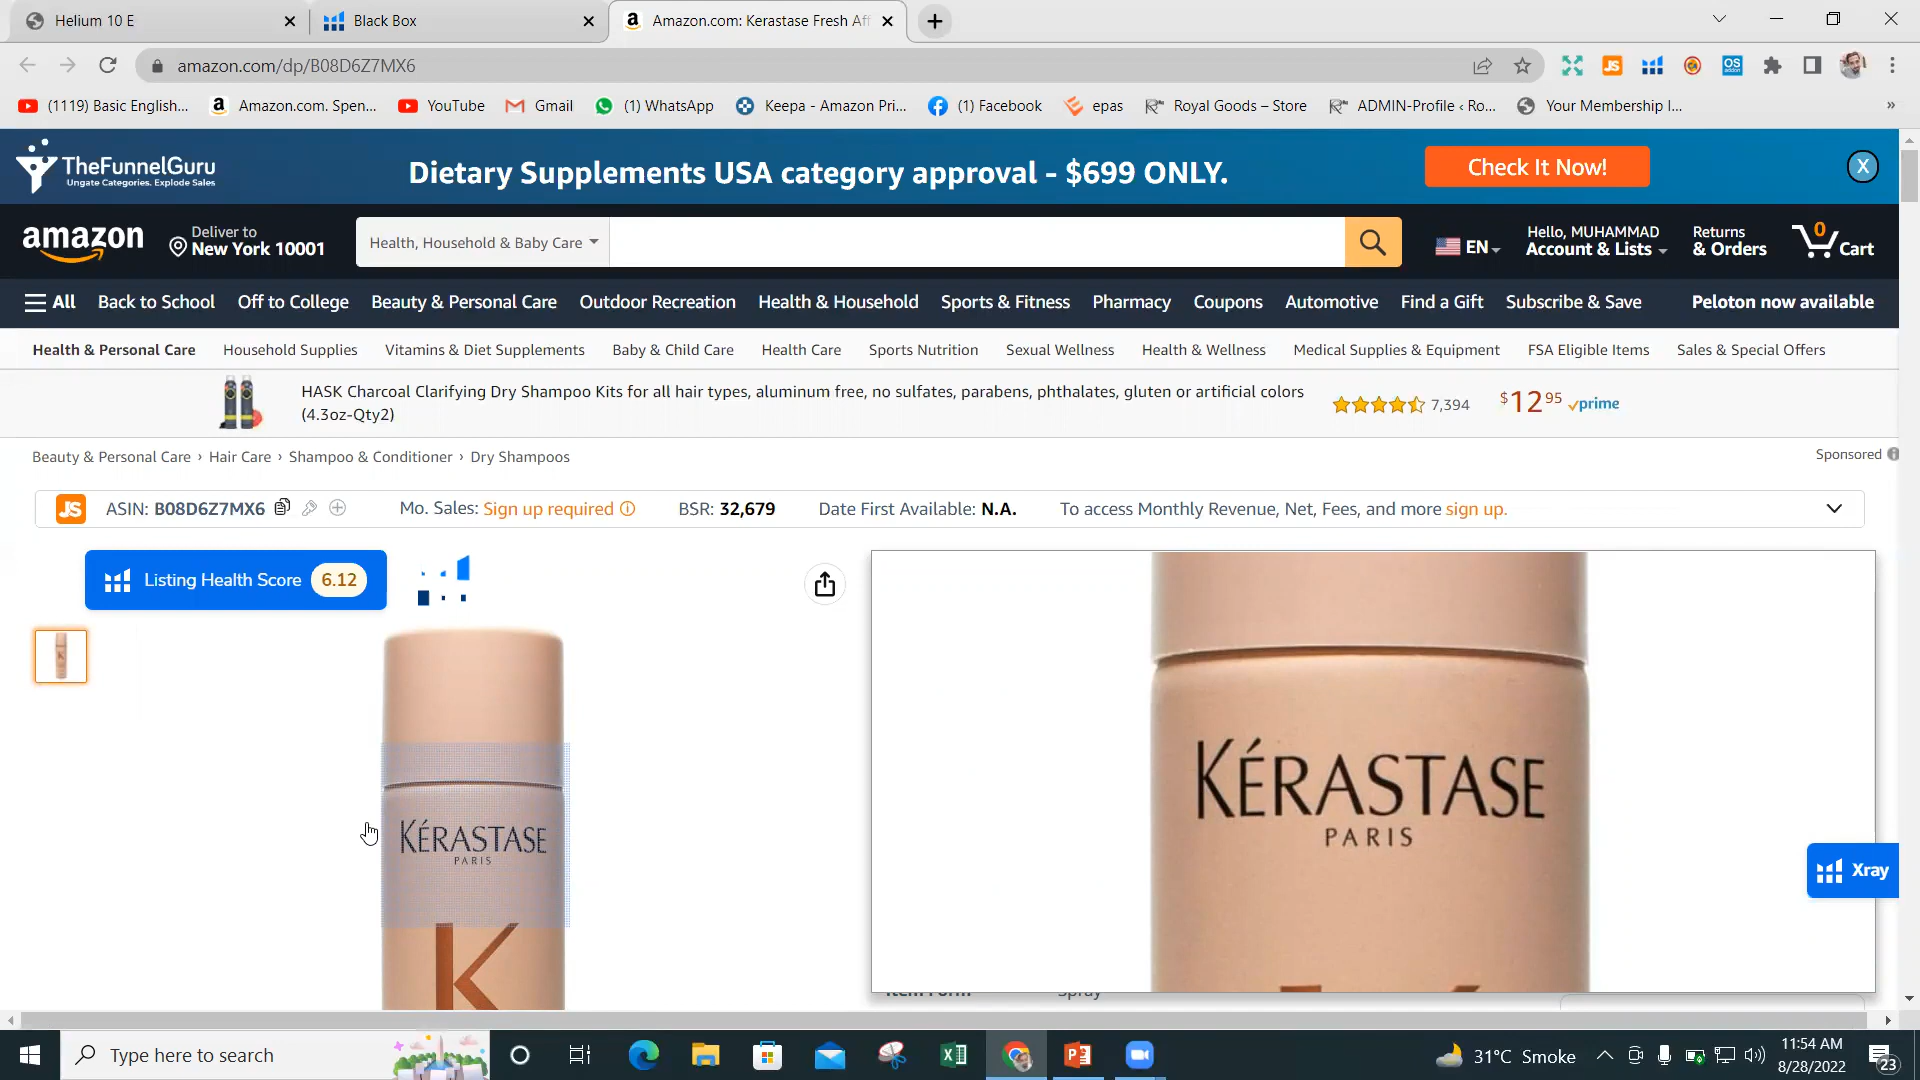 Helium 10 E
Black Box
Amazon.com: Kerastase Fresh Aff
amazon.com/dp/B08D6Z7MX6
(1119) Basic English...
Amazon.com. Spen...
YouTube
Gmail
(1) WhatsApp
Keepa - Amazon Pri...
(1) Facebook
epas
Royal Goods – Store
ADMIN-Profile ‹ Ro...
Your Membership I...
»
TheFunnelGuru
Ungate Categories. Explode Sales
Dietary Supplements USA category approval - $699 ONLY.
Check It Now!
X
amazon
Deliver to
New York 10001
Health, Household & Baby Care
EN
Hello, MUHAMMAD
Account & Lists
Returns
& Orders
0
Cart
All
Back to School
Off to College
Beauty & Personal Care
Outdoor Recreation
Health & Household
Sports & Fitness
Pharmacy
Coupons
Automotive
Find a Gift
Subscribe & Save
Peloton now available
Health & Personal Care
Household Supplies
Vitamins & Diet Supplements
Baby & Child Care
Health Care
Sports Nutrition
Sexual Wellness
Health & Wellness
Medical Supplies & Equipment
FSA Eligible Items
Sales & Special Offers
HASK Charcoal Clarifying Dry Shampoo Kits for all hair types, aluminum free, no sulfates, parabens, phthalates, gluten or artificial colors
(4.3oz-Qty2)
7,394
$12 95
prime
Beauty & Personal Care › Hair Care › Shampoo & Conditioner › Dry Shampoos
Sponsored
JS
ASIN: B08D6Z7MX6
Mo. Sales: Sign up required
BSR: 32,679
Date First Available: N.A.
To access Monthly Revenue, Net, Fees, and more sign up.
Listing Health Score 6.12
KÉRASTASE
PARIS
K
KÉRASTASE
PARIS
Item Form
Spray
Xray
Type here to search
31°C Smoke
11:54 AM
8/28/2022
23